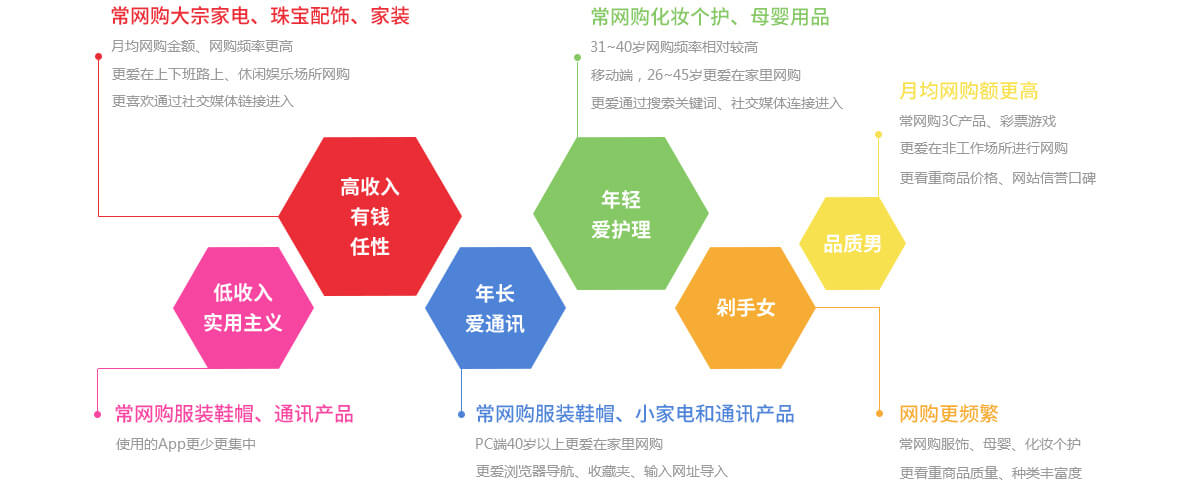 常网购大宗家电、珠宝配饰、家装
月均网购金额、网购频率更高
更爱在上下班路上、休闲娱乐场所网购
更喜欢通过社交媒体链接进入
常网购化妆个护、母婴用品
31~40岁网购频率相对较高
移动端，26~45岁更爱在家里网购
更爱通过搜索关键词、社交媒体连接进入
月均网购额更高
常网购3C产品、彩票游戏
更爱在非工作场所进行网购
更看重商品价格、网站信誉口碑
高收入
有钱
任性
年轻
爱护理
品质男
低收入
实用主义
年长
爱通讯
剁手女
常网购服装鞋帽、通讯产品
使用的App更少更集中
常网购服装鞋帽、小家电和通讯产品
PC端40岁以上更爱在家里网购
更爱浏览器导航、收藏夹、输入网址导入
网购更频繁
常网购服饰、母婴、化妆个护
更看重商品质量、种类丰富度